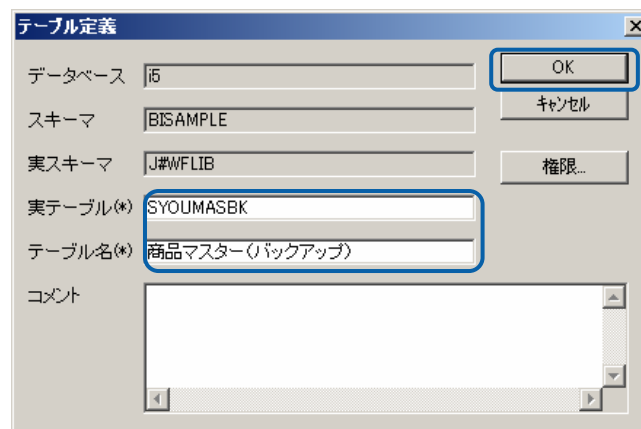 テーブル定義
データベース i5
OK
スキーマ BISAMPLE
キャンセル
実スキーマ J#WFLIB
権限...
実テーブル(*) SYOUMASBK
テーブル名(*) 商品マスター(バックアップ)
コメント